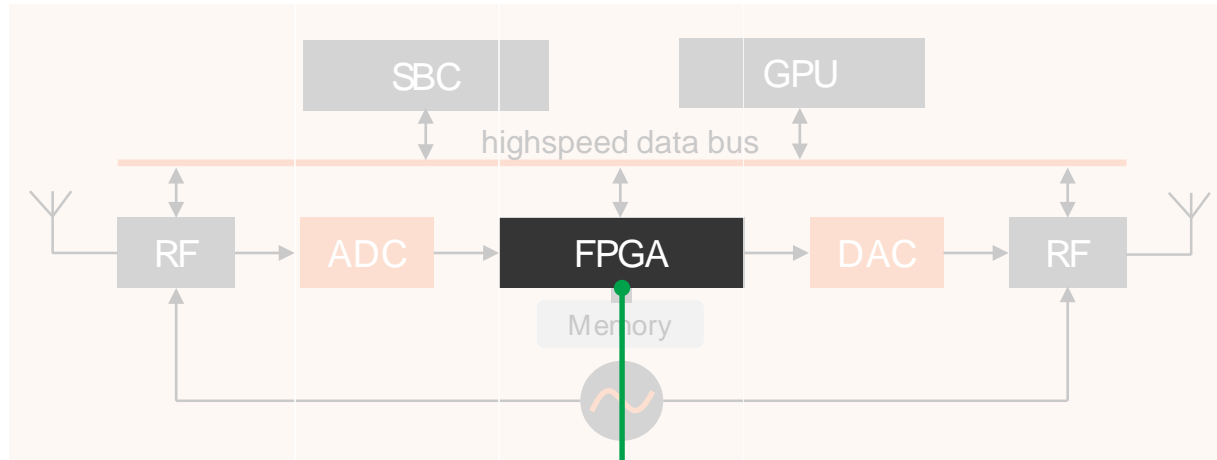 SBC
GPU
highspeed data bus
RF
ADC
FPGA
DAC
RF
Memory